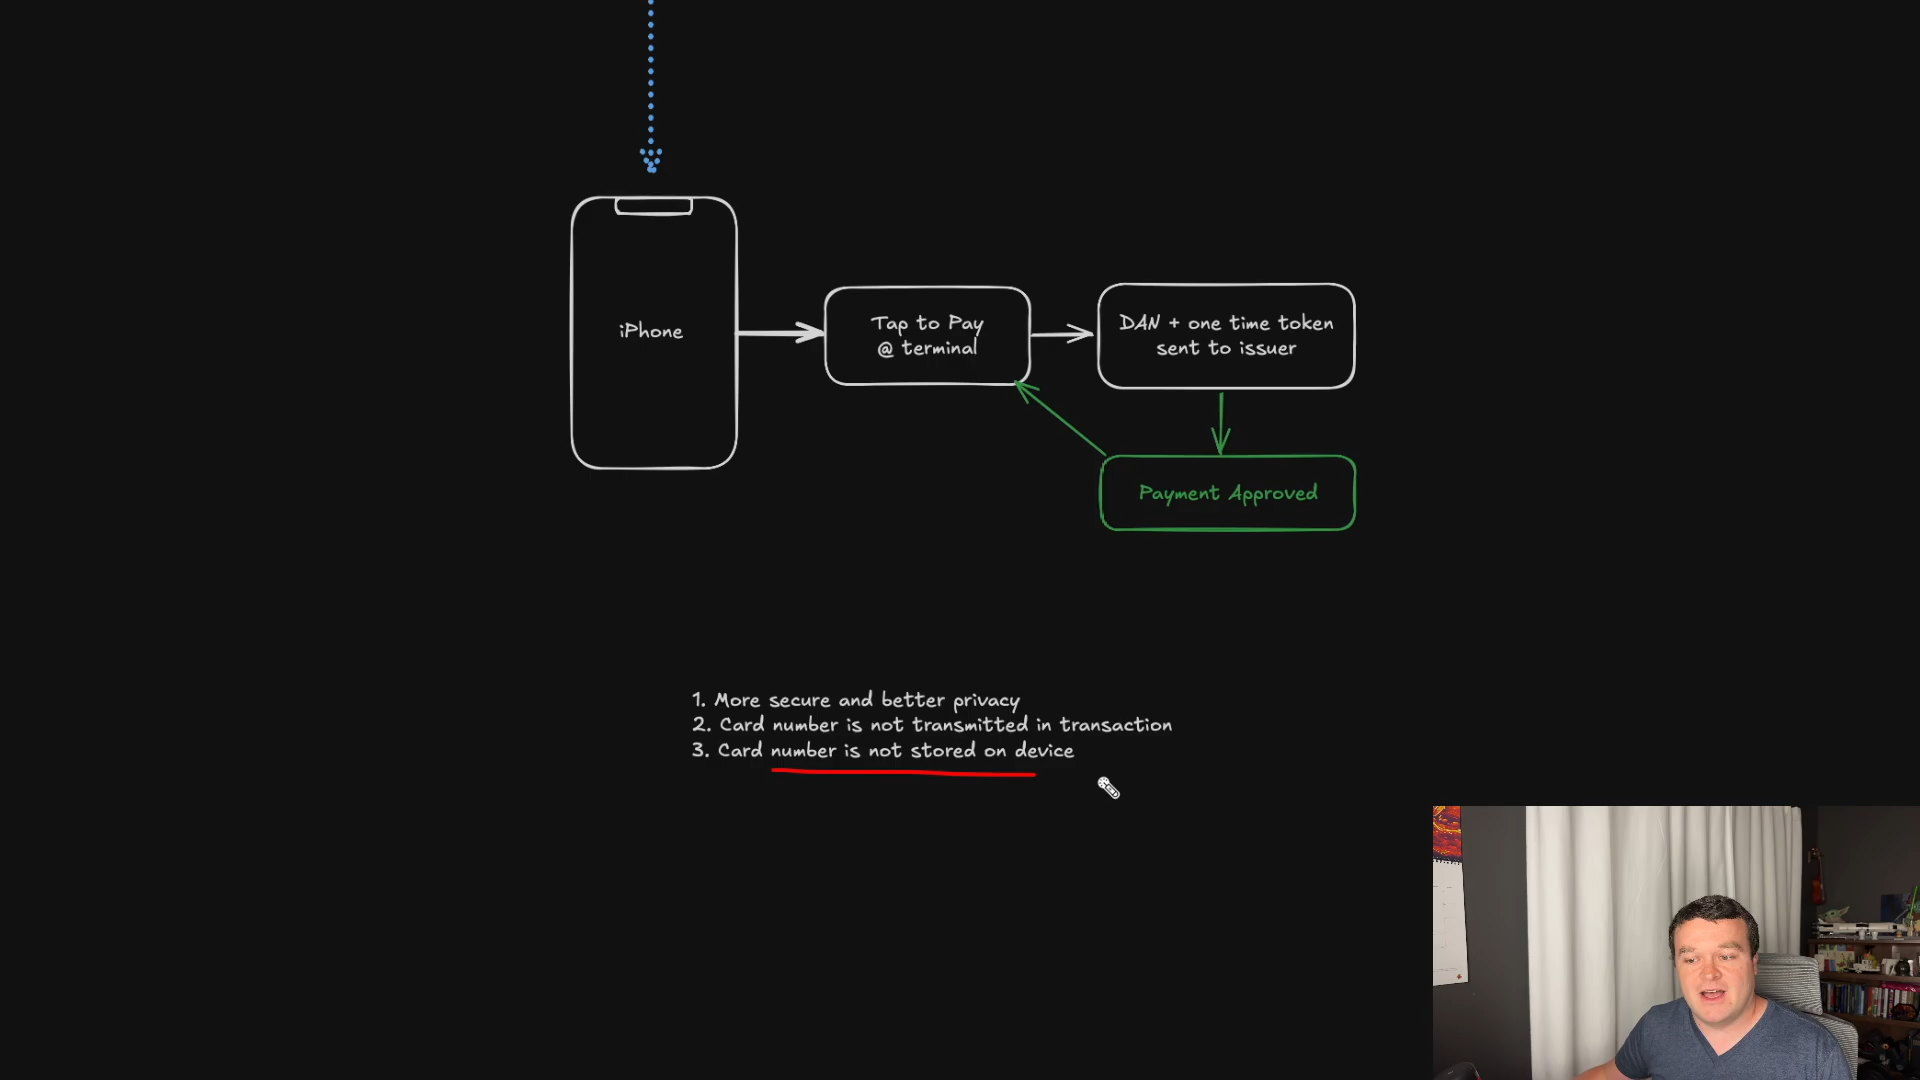 iPhone
Tap to Pay
@ terminal
DAN + one time token
sent to issuer
Payment Approved
1. More secure and better privacy
2. Card number is not transmitted in transaction
3. Card number is not stored on device